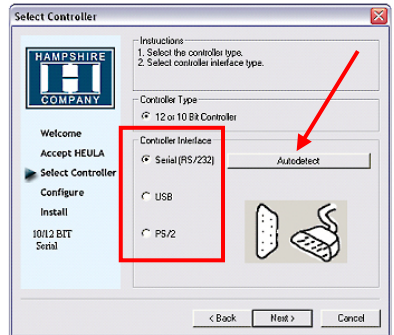 Select Controller
HAMPSHIRE
COMPANY
Welcome
Accept HEULA
Select Controller
Configure
Install
10/12 BIT
Serial
Instructions
1. Select the controller type.
2. Select controller interface type.
Controller Type
12 or 10 Bit Controller
Controller Interface
Serial (RS/232)
Autodetect
USB
PS/2
< Back
Next >
Cancel